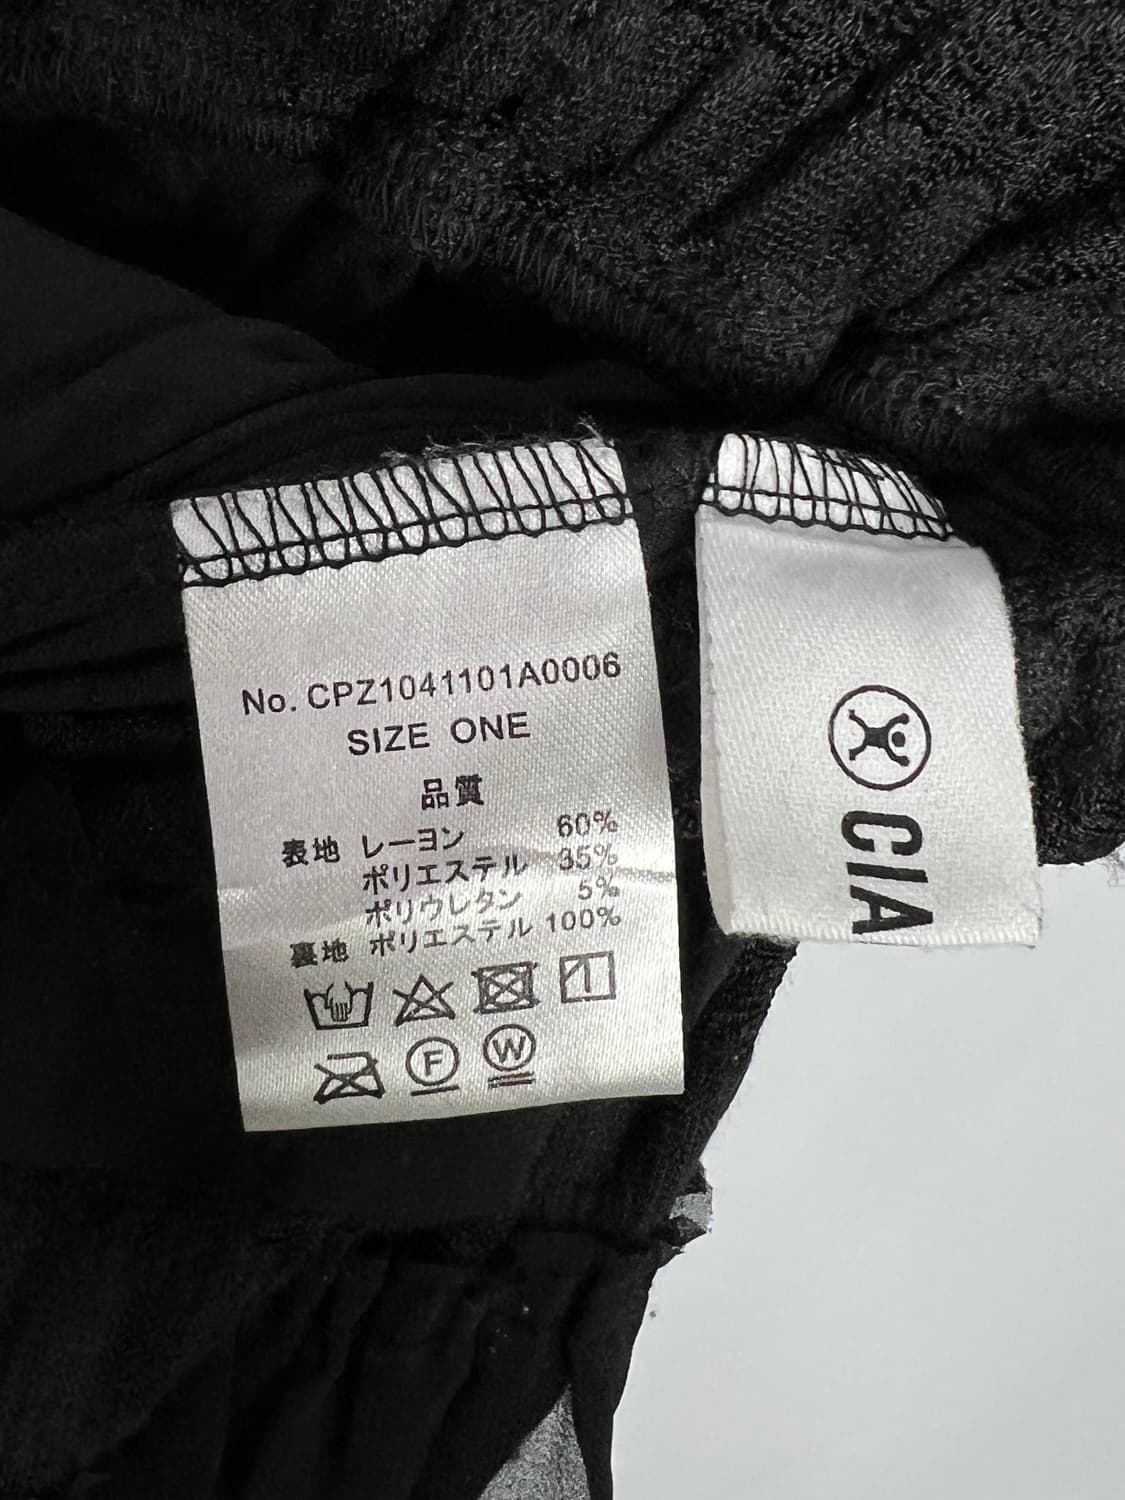 No. CPZ1041101A0006
SIZE ONE
品質
表地 レーヨン 60%
ポリエステル 35%
ポリウレタン 5%
裏地 ポリエステル 100%
F W
CIA